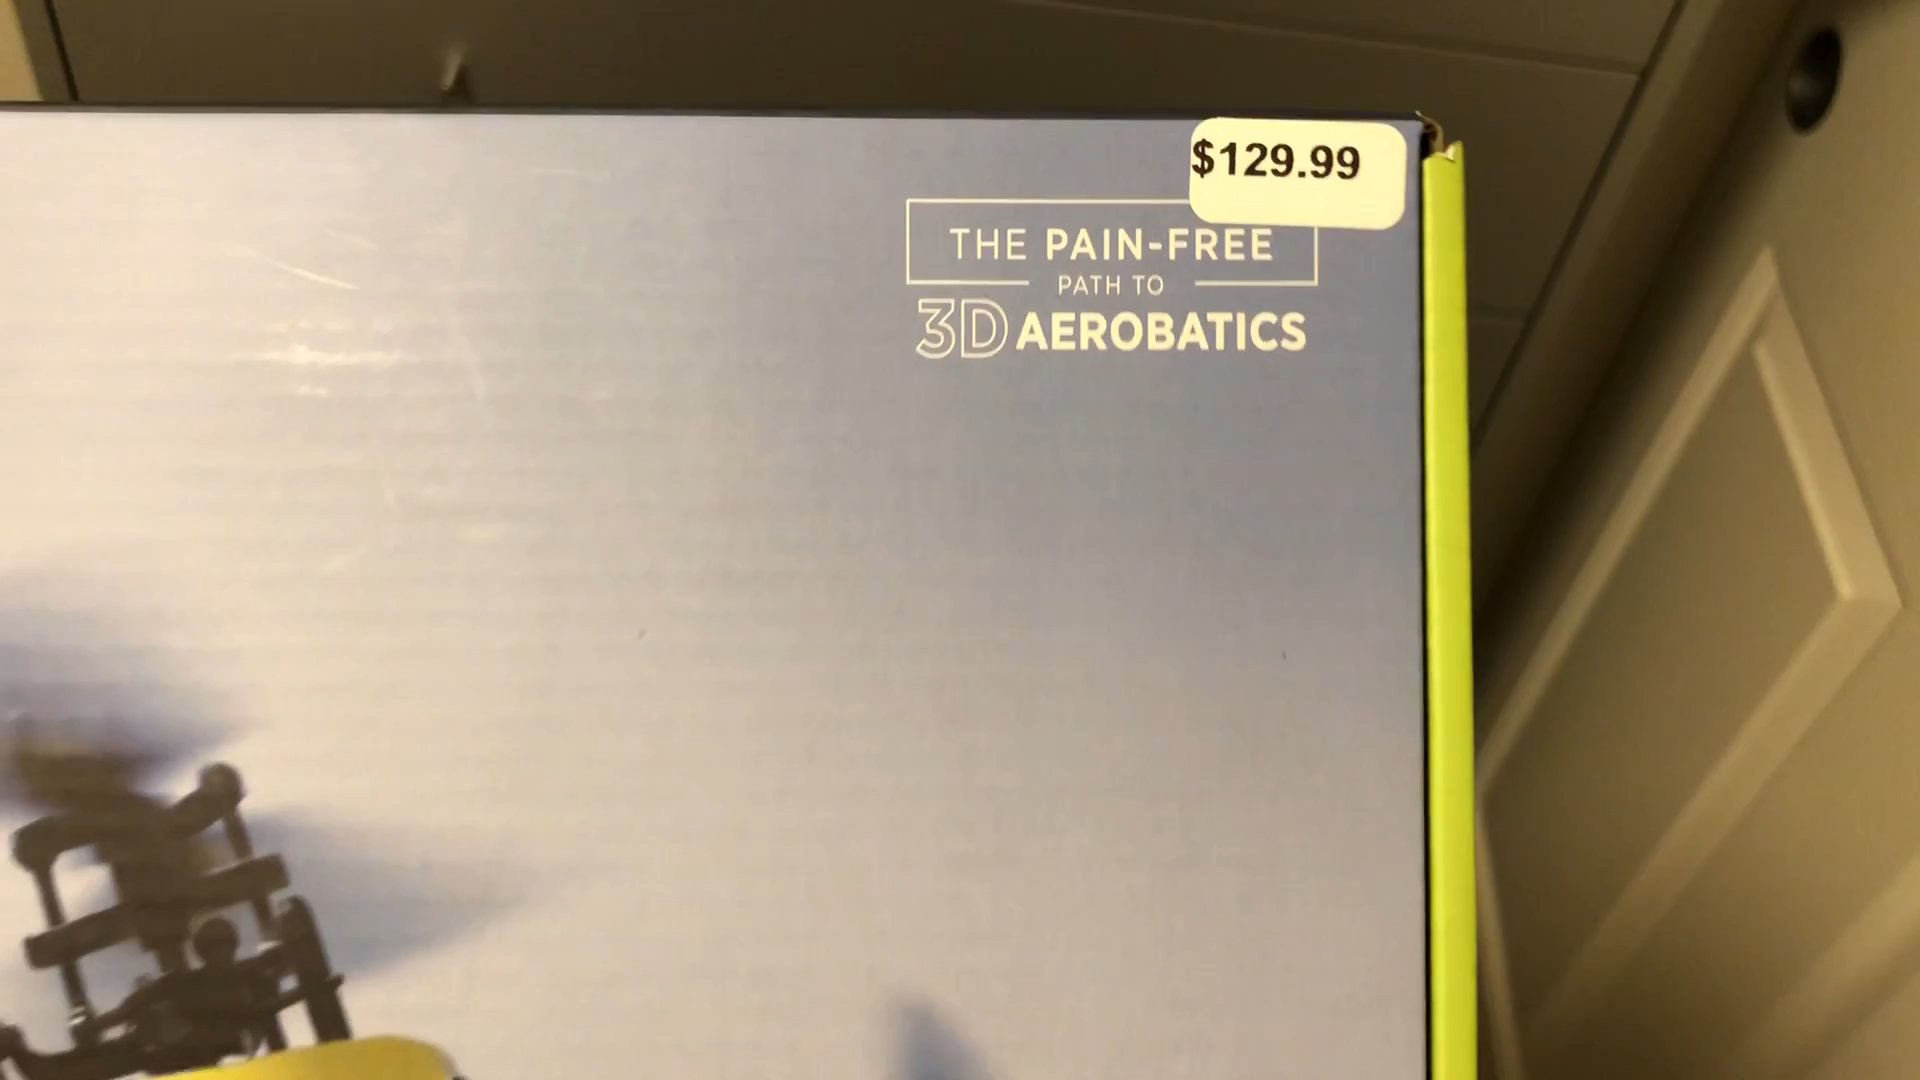 $129.99
THE PAIN-FREE
PATH TO
3D AEROBATICS